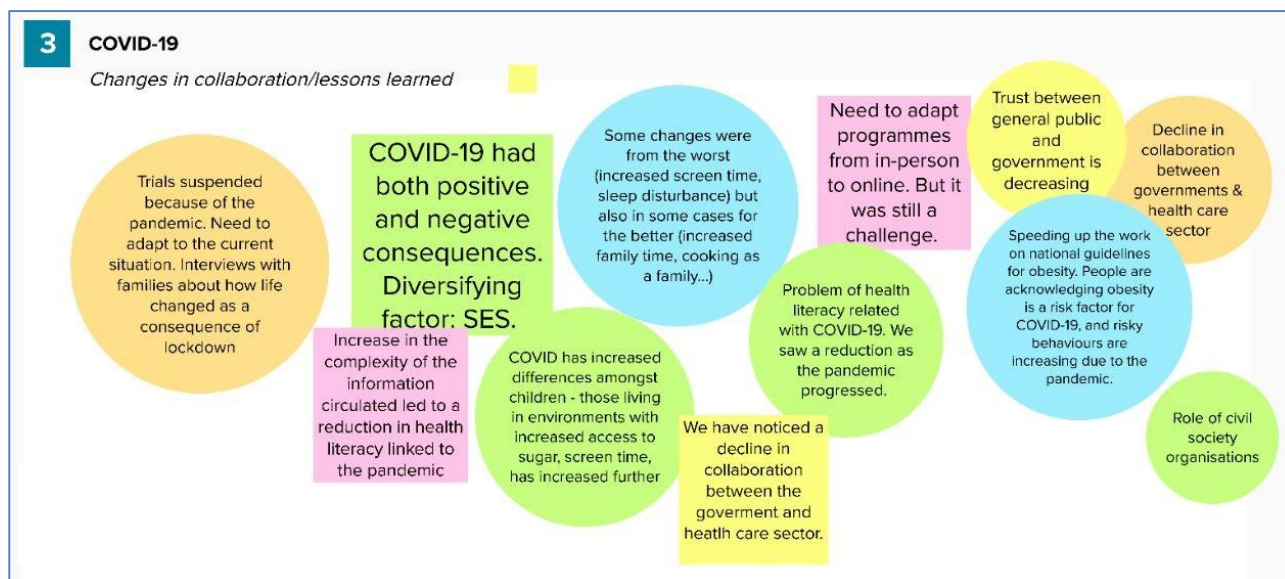 3
COVID-19
Changes in collaboration/lessons learned
Trials suspended
because of the
pandemic. Need to
adapt to the current
situation. Interviews with
families about how life
changed as a
consequence of
lockdown
COVID-19 had
both positive
and negative
consequences.
Diversifying
factor: SES.
Increase in the
complexity of the
information
circulated led to a
reduction in health
literacy linked to
the pandemic
COVID has increased
differences amongst
children - those living
in environments with
increased access to
sugar, screen time,
has increased further
Some changes were
from the worst
(increased screen time,
sleep disturbance) but
also in some cases for
the better (increased
family time, cooking as
a family...)
We have noticed a
decline in
collaboration
between the
goverment and
heatlh care sector.
Need to adapt
programmes
from in-person
to online. But it
was still a
challenge.
Problem of health
literacy related
with COVID-19. We
saw a reduction as
the pandemic
progressed.
Trust between
general public
and
government is
decreasing
Decline in
collaboration
between
governments &
health care
sector
Speeding up the work
on national guidelines
for obesity. People are
acknowledging obesity
is a risk factor for
COVID-19, and risky
behaviours are
increasing due to the
pandemic.
Role of civil
society
organisations